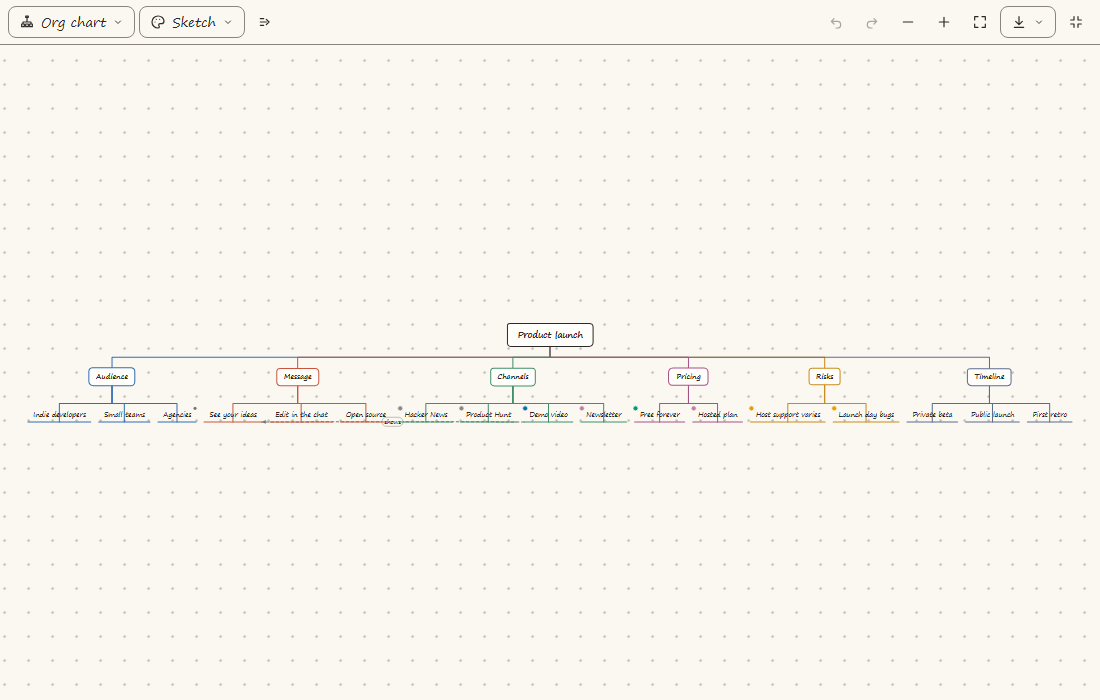 Org chart
Sketch
Product launch
Audience
Message
Channels
Pricing
Risks
Timeline
Indie developers
Small teams
Agencies
See your ideas
Edit in the chat
Open source
Hacker News
Product Hunt
Demo video
Newsletter
Free forever
Hosted plan
Host support varies
Launch day bugs
Private beta
Public launch
First retro